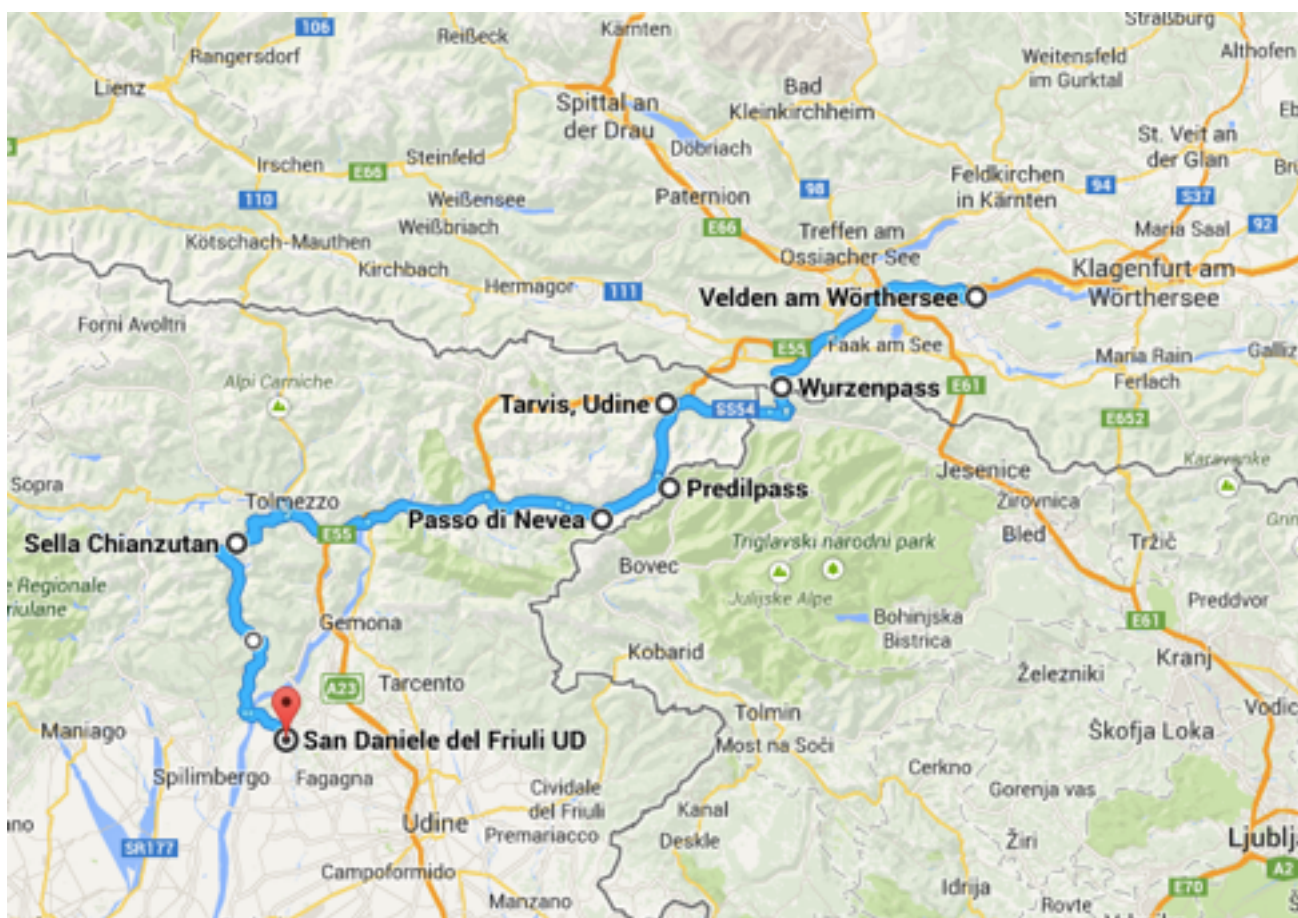 106
Rangersdorf
Reißeck
Kärnten
Straßburg
Weitensfeld
im Gurktal
Althofen
Lienz
Spittal an
der Drau
Bad
Kleinkirchheim
St. Veit an
der Glan
Irschen
E66
Steinfeld
Döbriach
Feldkirchen
in Kärnten
94
S37
110
Weißensee
Paternion
98
Weißbriach
E66
Treffen am
Ossiacher See
Maria Saal
92
Kötschach-Mauthen
Kirchbach
Hermagor
111
Klagenfurt am
Wörthersee
Velden am Wörthersee
Forni Avoltri
E55
Faak am See
Maria Rain
Ferlach
Alpi Carniche
Wurzenpass
E61
Tarvis, Udine
SS54
E652
Karavanke
Jesenice
Žirovnica
Sopra
Tolmezzo
Predilpass
Passo di Nevea
E55
Bled
Tržič
Sella Chianzutan
Triglavski narodni park
Bovec
Julijske Alpe
Preddvor
Bohinjska
Bistrica
E61
Gemona
Kobarid
Železniki
Kranj
A23
Tarcento
Tolmin
Maniago
San Daniele del Friuli UD
Most na Soči
Škofja Loka
Spilimbergo
Fagagna
Cividale
del Friuli
Cerkno
Gorenja vas
Udine
Premariacco
Kanal
Deskle
SR177
Žiri
Campoformido
Idrija
E70
A2
Manzano
Rovte